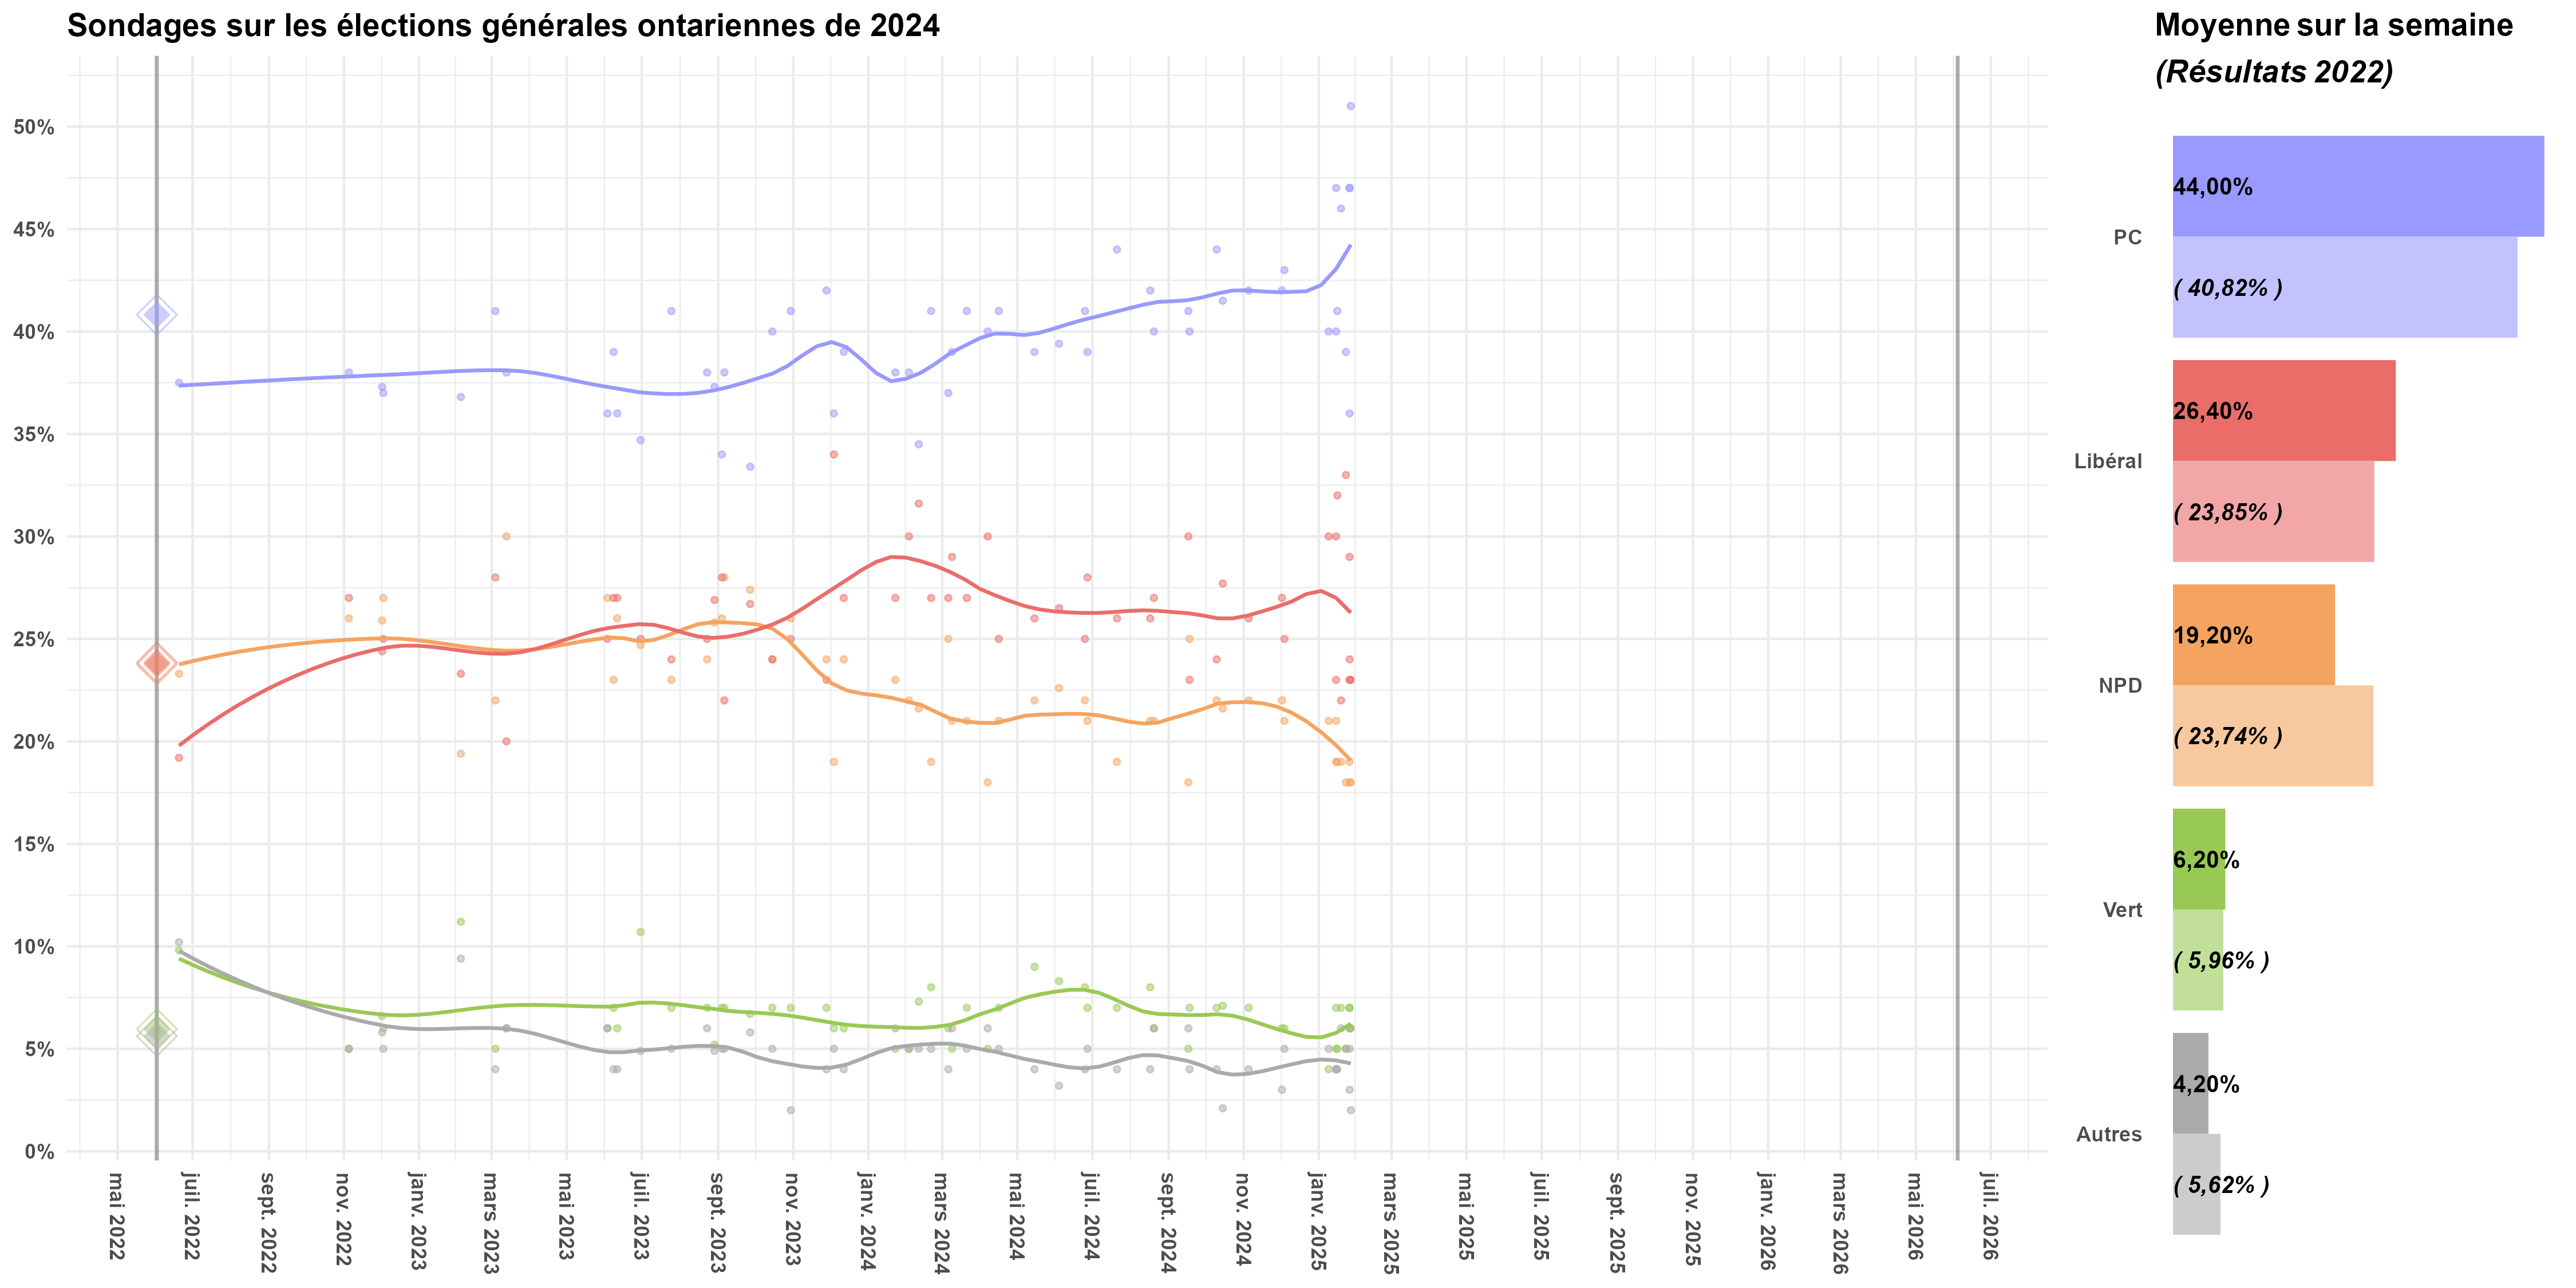 Sondages sur les élections générales ontariennes de 2024
50%
45%
40%
35%
30%
25%
20%
15%
10%
5%
0%
mai 2022
juil. 2022
sept. 2022
nov. 2022
janv. 2023
mars 2023
mai 2023
juil. 2023
sept. 2023
nov. 2023
janv. 2024
mars 2024
mai 2024
juil. 2024
sept. 2024
nov. 2024
janv. 2025
mars 2025
mai 2025
juil. 2025
sept. 2025
nov. 2025
janv. 2026
mars 2026
mai 2026
juil. 2026
Moyenne sur la semaine
(Résultats 2022)
PC
44,00%
( 40,82% )
Libéral
26,40%
( 23,85% )
NPD
19,20%
( 23,74% )
Vert
6,20%
( 5,96% )
Autres
4,20%
( 5,62% )